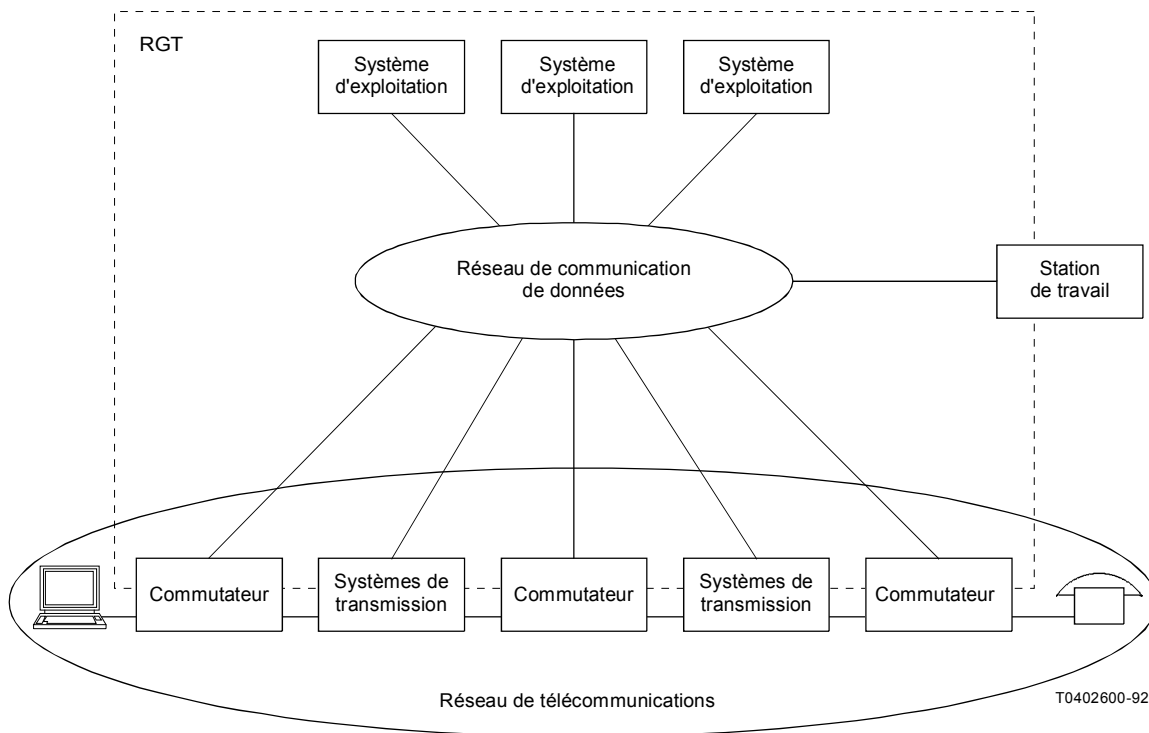 RGT
Système
d'exploitation
Système
d'exploitation
Système
d'exploitation
Réseau de communication
de données
Station
de travail
Commutateur
Systèmes de
transmission
Commutateur
Systèmes de
transmission
Commutateur
Réseau de télécommunications
T0402600-92